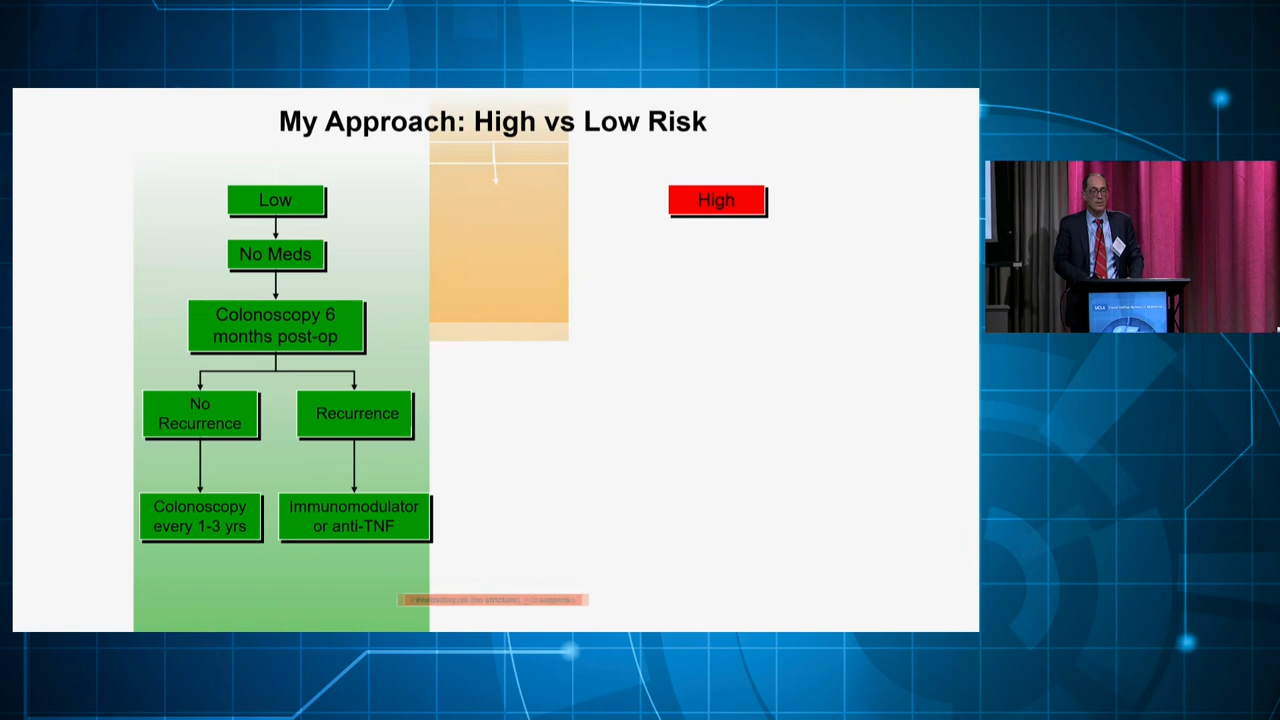 My Approach: High vs Low Risk
Low
High
No Meds
Colonoscopy 6
months post-op
No
Recurrence
Recurrence
Colonoscopy
every 1-3 yrs
Immunomodulator
or anti-TNF
UCLA